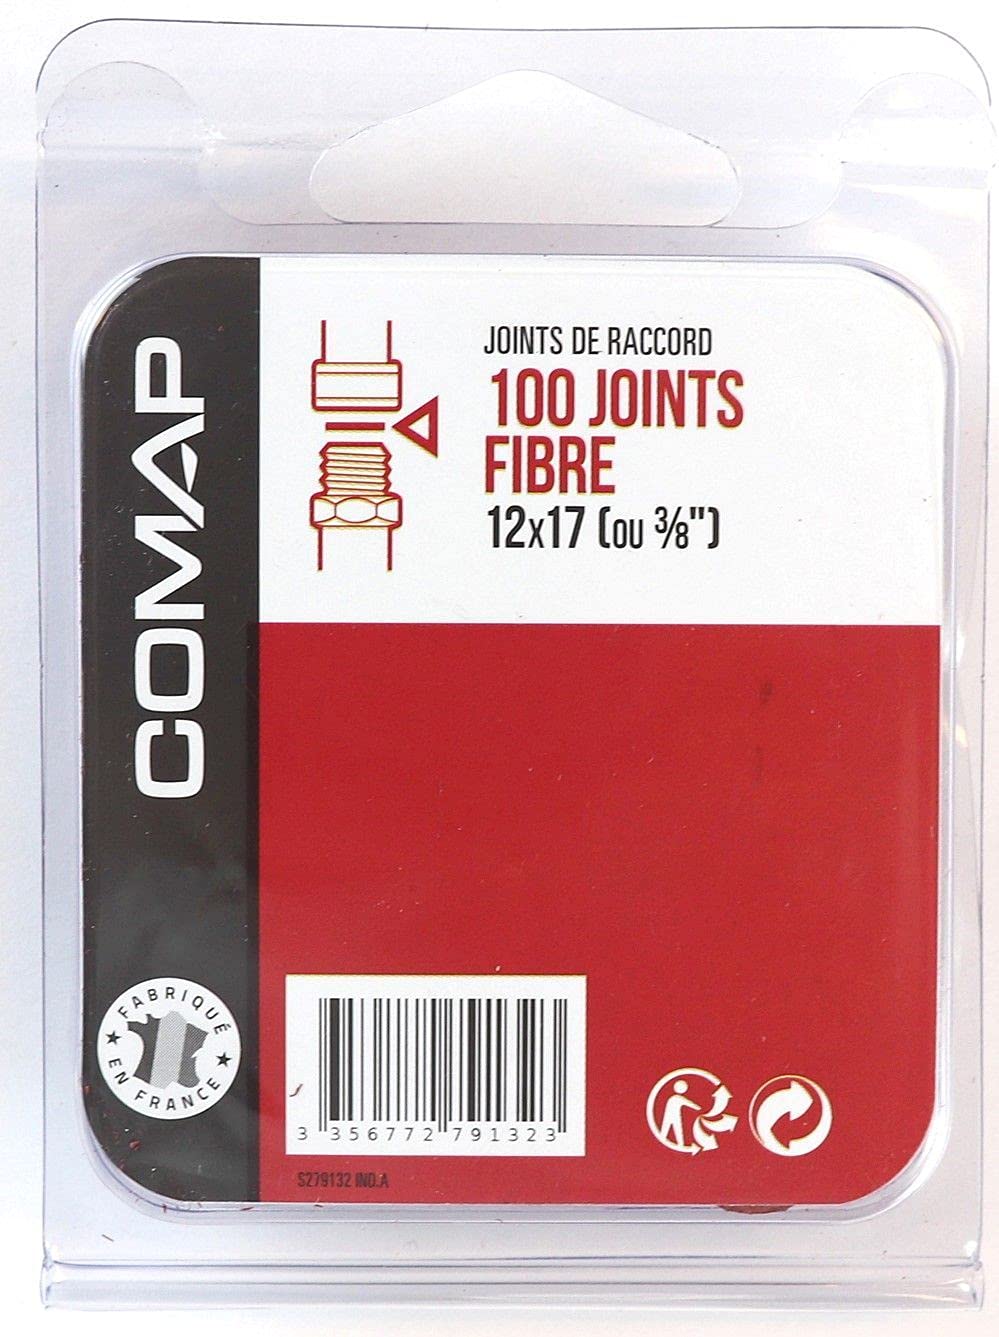 COMAP
JOINTS DE RACCORD
100 JOINTS
FIBRE
12x17 (ou 3/8")
FABRIQUÉ
EN FRANCE
3 356772 791323
S279132 IND.A